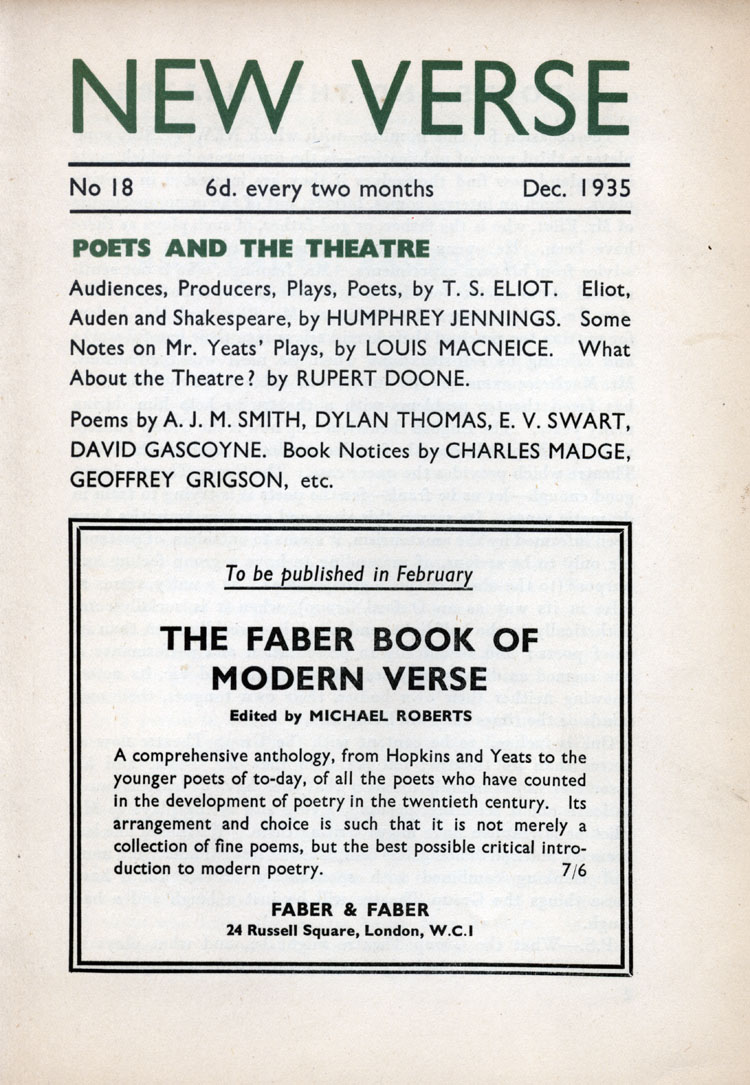 NEW VERSE
No 18 6d. every two months Dec. 1935
POETS AND THE THEATRE
Audiences, Producers, Plays, Poets, by T. S. ELIOT. Eliot,
Auden and Shakespeare, by HUMPHREY JENNINGS. Some
Notes on Mr. Yeats' Plays, by LOUIS MACNEICE. What
About the Theatre? by RUPERT DOONE.
Poems by A. J. M. SMITH, DYLAN THOMAS, E. V. SWART,
DAVID GASCOYNE. Book Notices by CHARLES MADGE,
GEOFFREY GRIGSON, etc.
To be published in February
THE FABER BOOK OF
MODERN VERSE
Edited by MICHAEL ROBERTS
A comprehensive anthology, from Hopkins and Yeats to the
younger poets of to-day, of all the poets who have counted
in the development of poetry in the twentieth century. Its
arrangement and choice is such that it is not merely a
collection of fine poems, but the best possible critical intro-
duction to modern poetry. 7/6
FABER & FABER
24 Russell Square, London, W.C.1